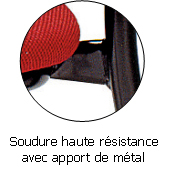 Soudure haute résistance
avec apport de métal